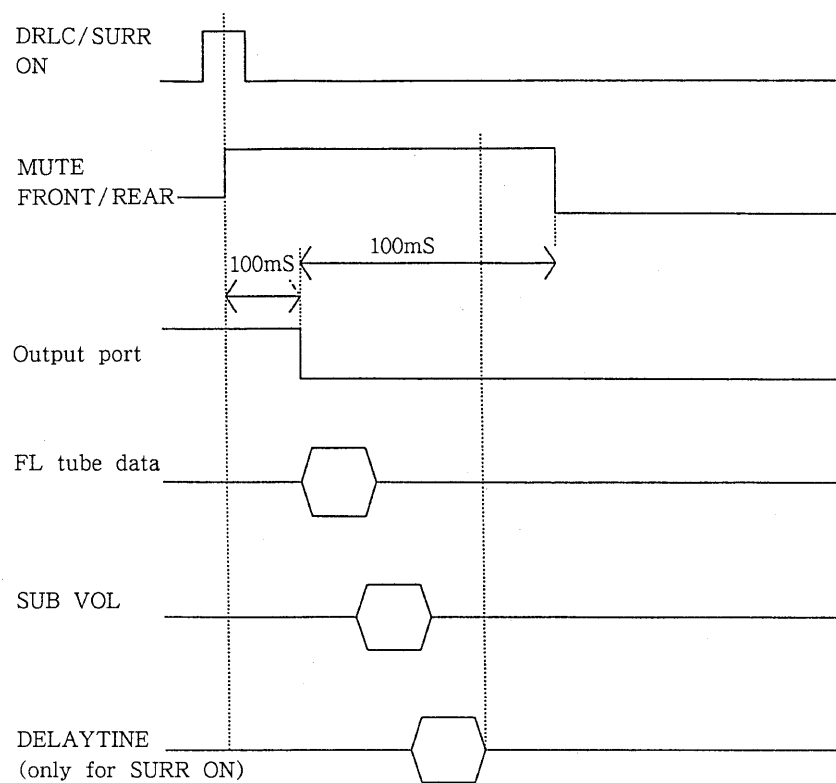 DRLC/SURR
ON
MUTE
FRONT/REAR
100mS
100mS
Output port
FL tube data
SUB VOL
DELAYTINE
(only for SURR ON)